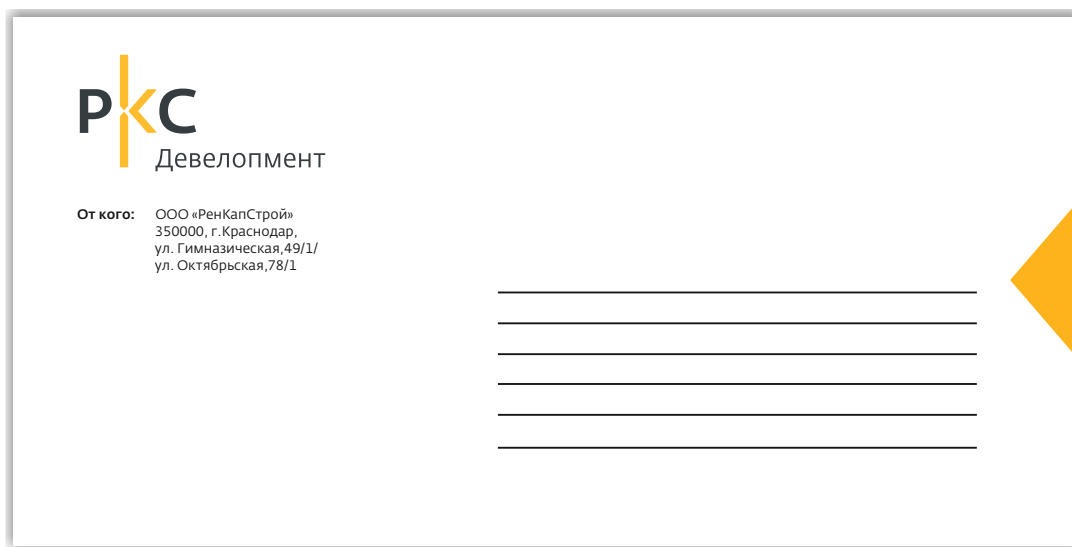 РКС
Девелопмент
От кого: ООО «РенКапСтрой»
350000, г.Краснодар,
ул. Гимназическая,49/1/
ул. Октябрьская,78/1